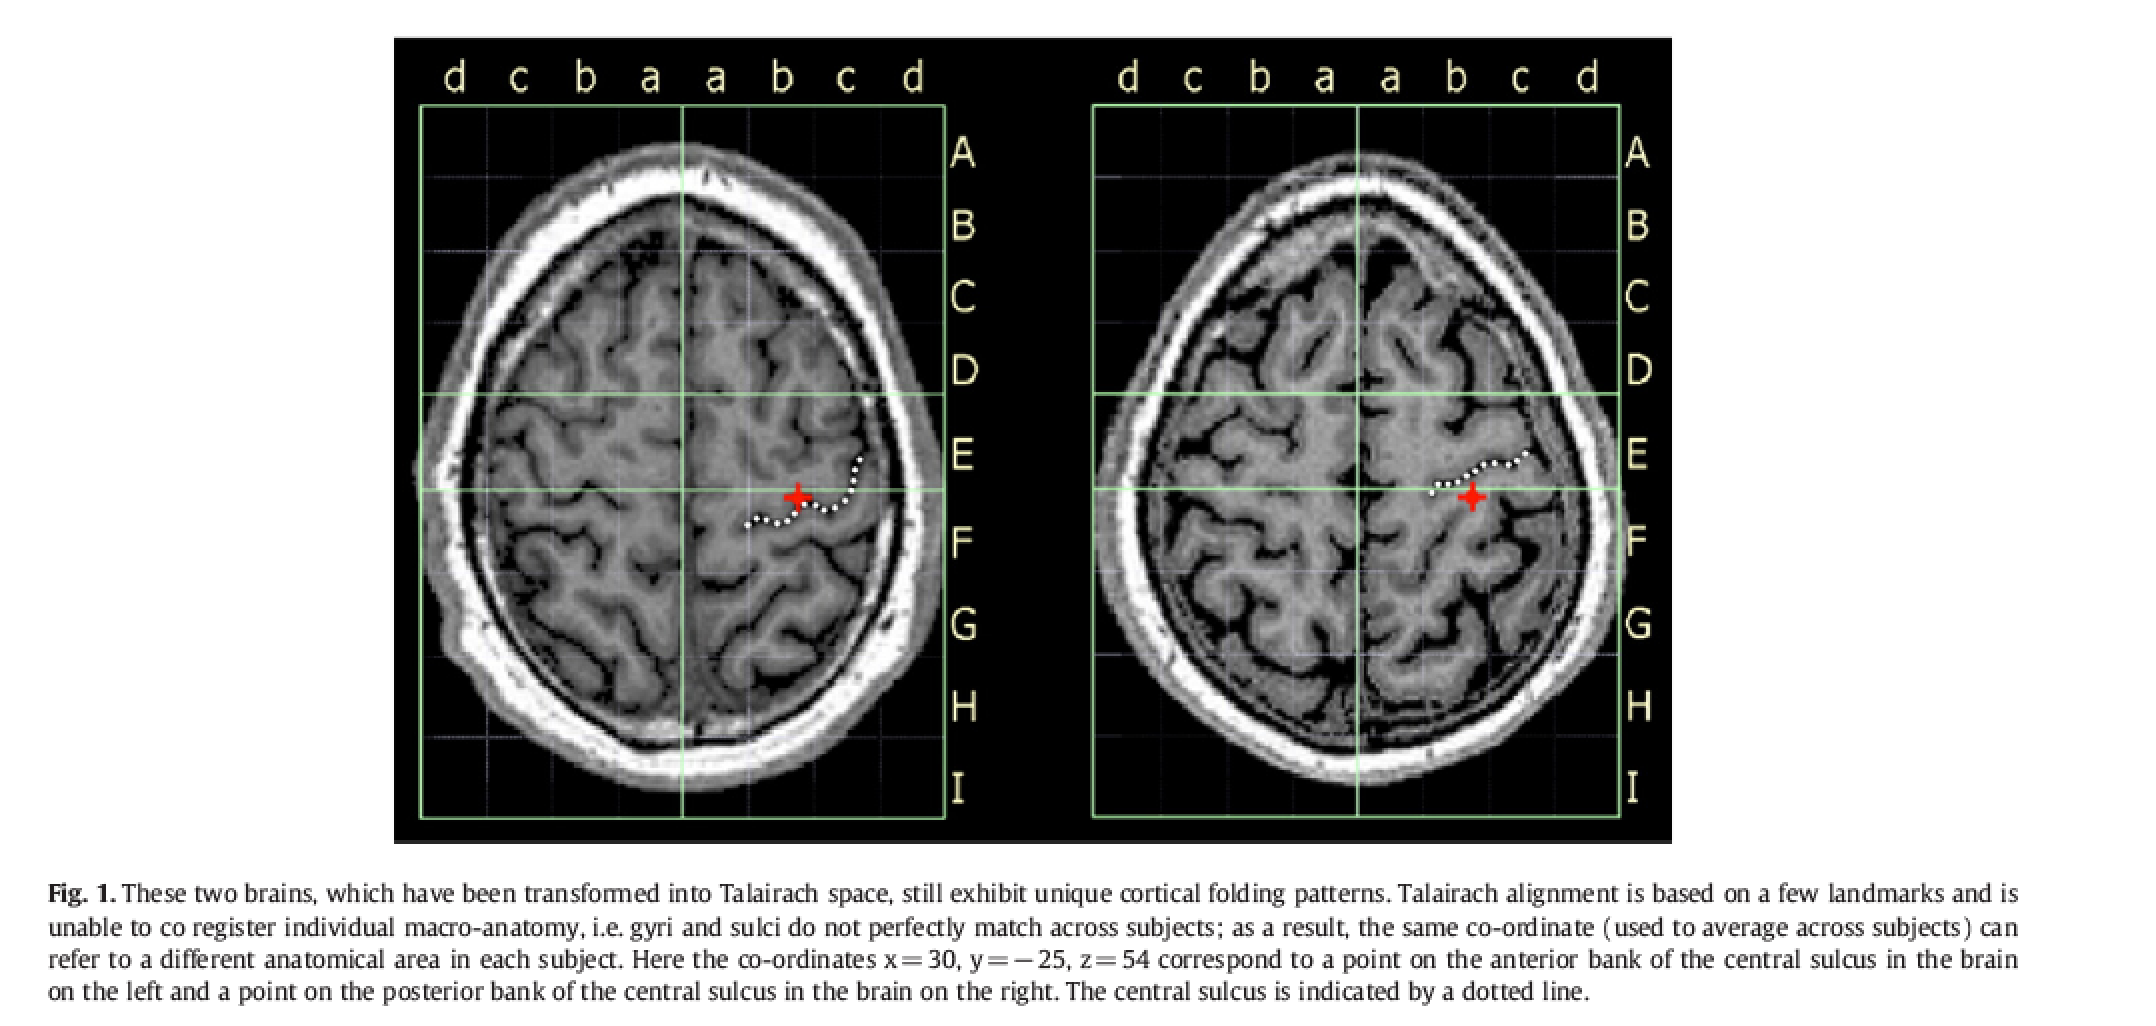 d c b a a b c d
d c b a a b c d
A
A
B
B
C
C
D
D
E
E
F
F
G
G
H
H
I
I
Fig. 1. These two brains, which have been transformed into Talairach space, still exhibit unique cortical folding patterns. Talairach alignment is based on a few landmarks and is
unable to co register individual macro-anatomy, i.e. gyri and sulci do not perfectly match across subjects; as a result, the same co-ordinate (used to average across subjects) can
refer to a different anatomical area in each subject. Here the co-ordinates x = 30, y = − 25, z = 54 correspond to a point on the anterior bank of the central sulcus in the brain
on the left and a point on the posterior bank of the central sulcus in the brain on the right. The central sulcus is indicated by a dotted line.